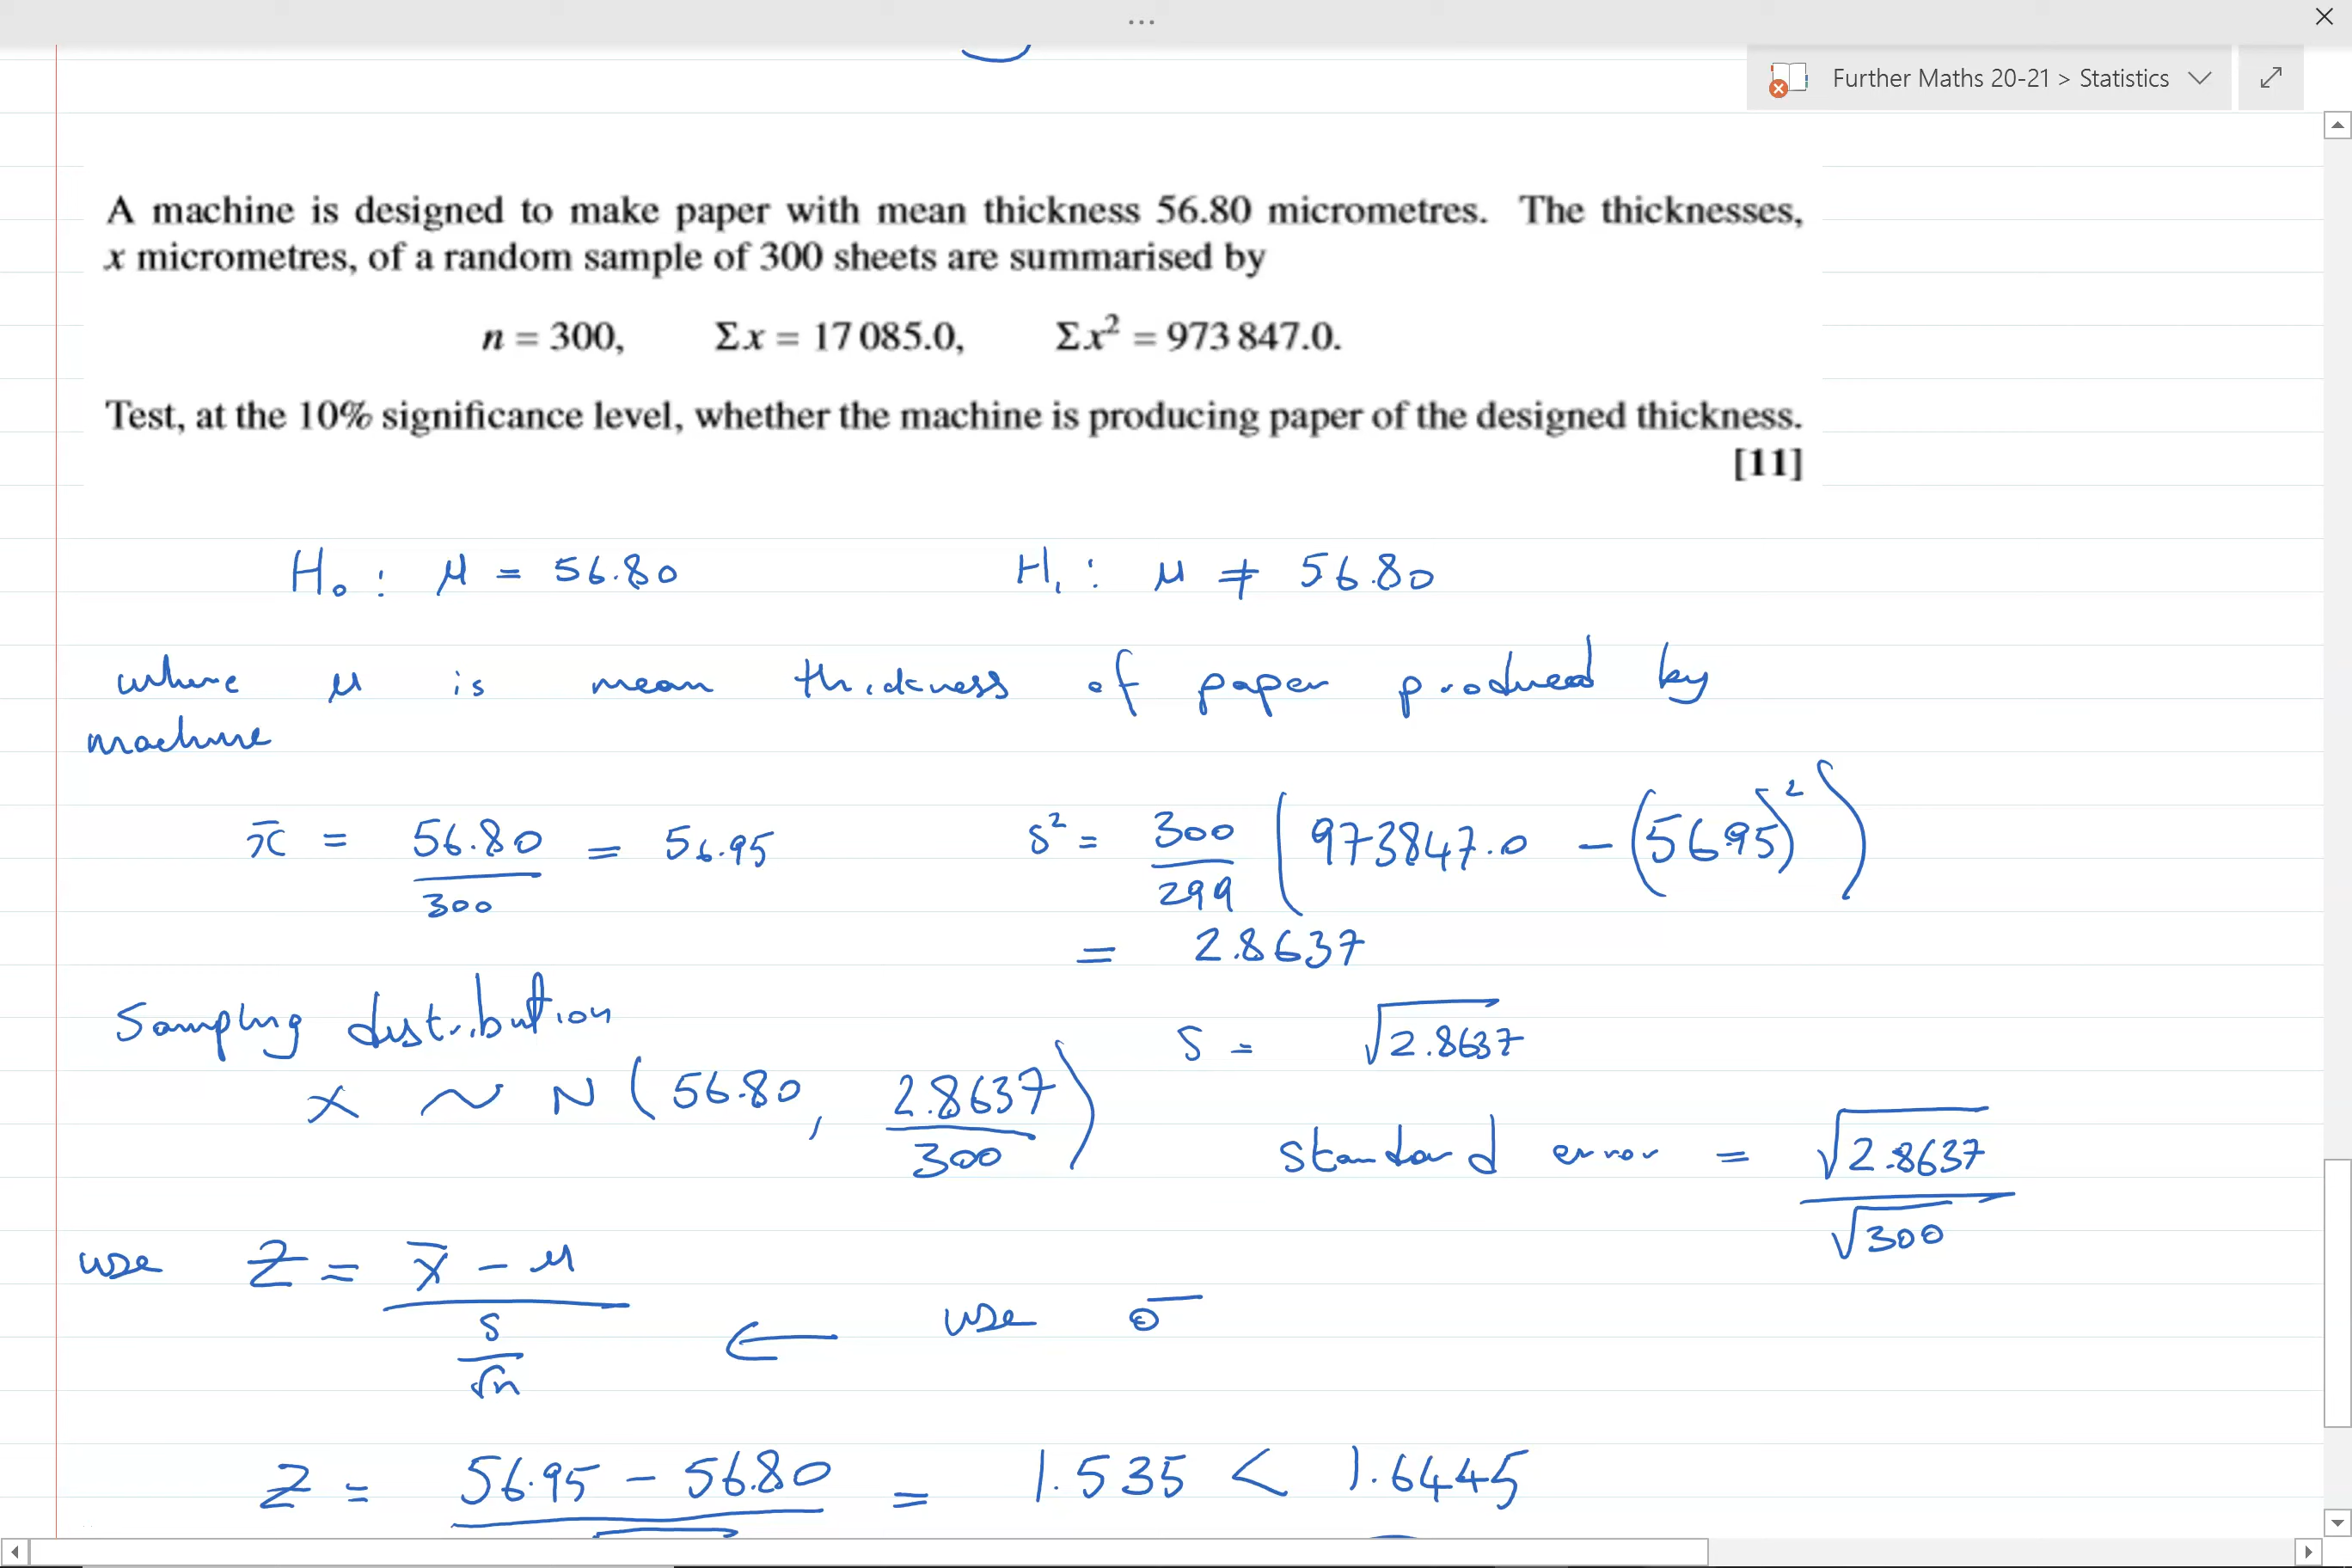 Further Maths 20-21 > Statistics
A machine is designed to make paper with mean thickness 56.80 micrometres. The thicknesses,
x micrometres, of a random sample of 300 sheets are summarised by
n = 300, Σx = 17 085.0, Σx² = 973 847.0.
Test, at the 10% significance level, whether the machine is producing paper of the designed thickness.
[11]
H₀ : μ = 56.80 H₁ : μ ≠ 56.80
where μ is mean thickness of paper produced by
machine
x̄ = 56.80/300 = 56.95 s² = 300/299 (973847.0 − (56.95)²)
= 2.8637
Sampling distribution
s = √2.8637
X ~ N(56.80, 2.8637/300)
standard error = √2.8637/√300
use Z = (x̄ − μ)/(s/√n) ← use σ
Z = 56.95 − 56.80 = 1.535 < 1.6445